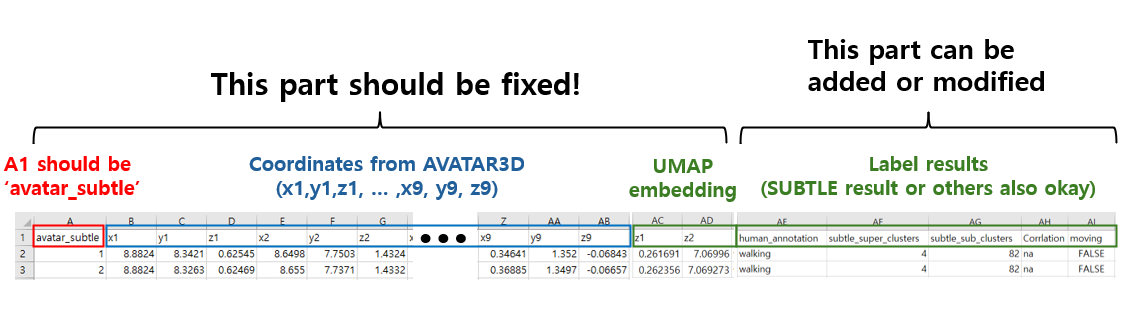 This part should be fixed!
This part can be
added or modified
A1 should be
'avatar_subtle'
Coordinates from AVATAR3D
(x1,y1,z1, ... ,x9, y9, z9)
UMAP
embedding
Label results
(SUBTLE result or others also okay)
A B C D E F G Z AA AB AC AD AE AF AG AH AI
1 avatar_subtle x1 y1 z1 x2 y2 z2 x9 y9 z9 z1 z2 human_annotation subtle_super_clusters subtle_sub_clusters Corrlation moving
2 1 8.8824 8.3421 0.62545 8.6498 7.7503 1.4324 0.34641 1.352 -0.06843 0.261691 7.06996 walking 4 82 na FALSE
3 2 8.8824 8.3263 0.62469 8.655 7.7371 1.4332 0.36885 1.3497 -0.06657 0.262356 7.069273 walking 4 82 na FALSE